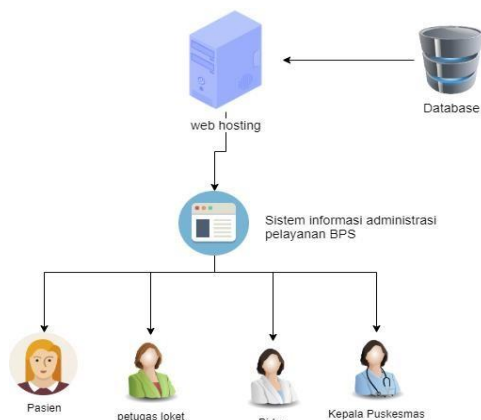 Database
web hosting
Sistem informasi administrasi
pelayanan BPS
Pasien
petugas loket
Kepala Puskesmas